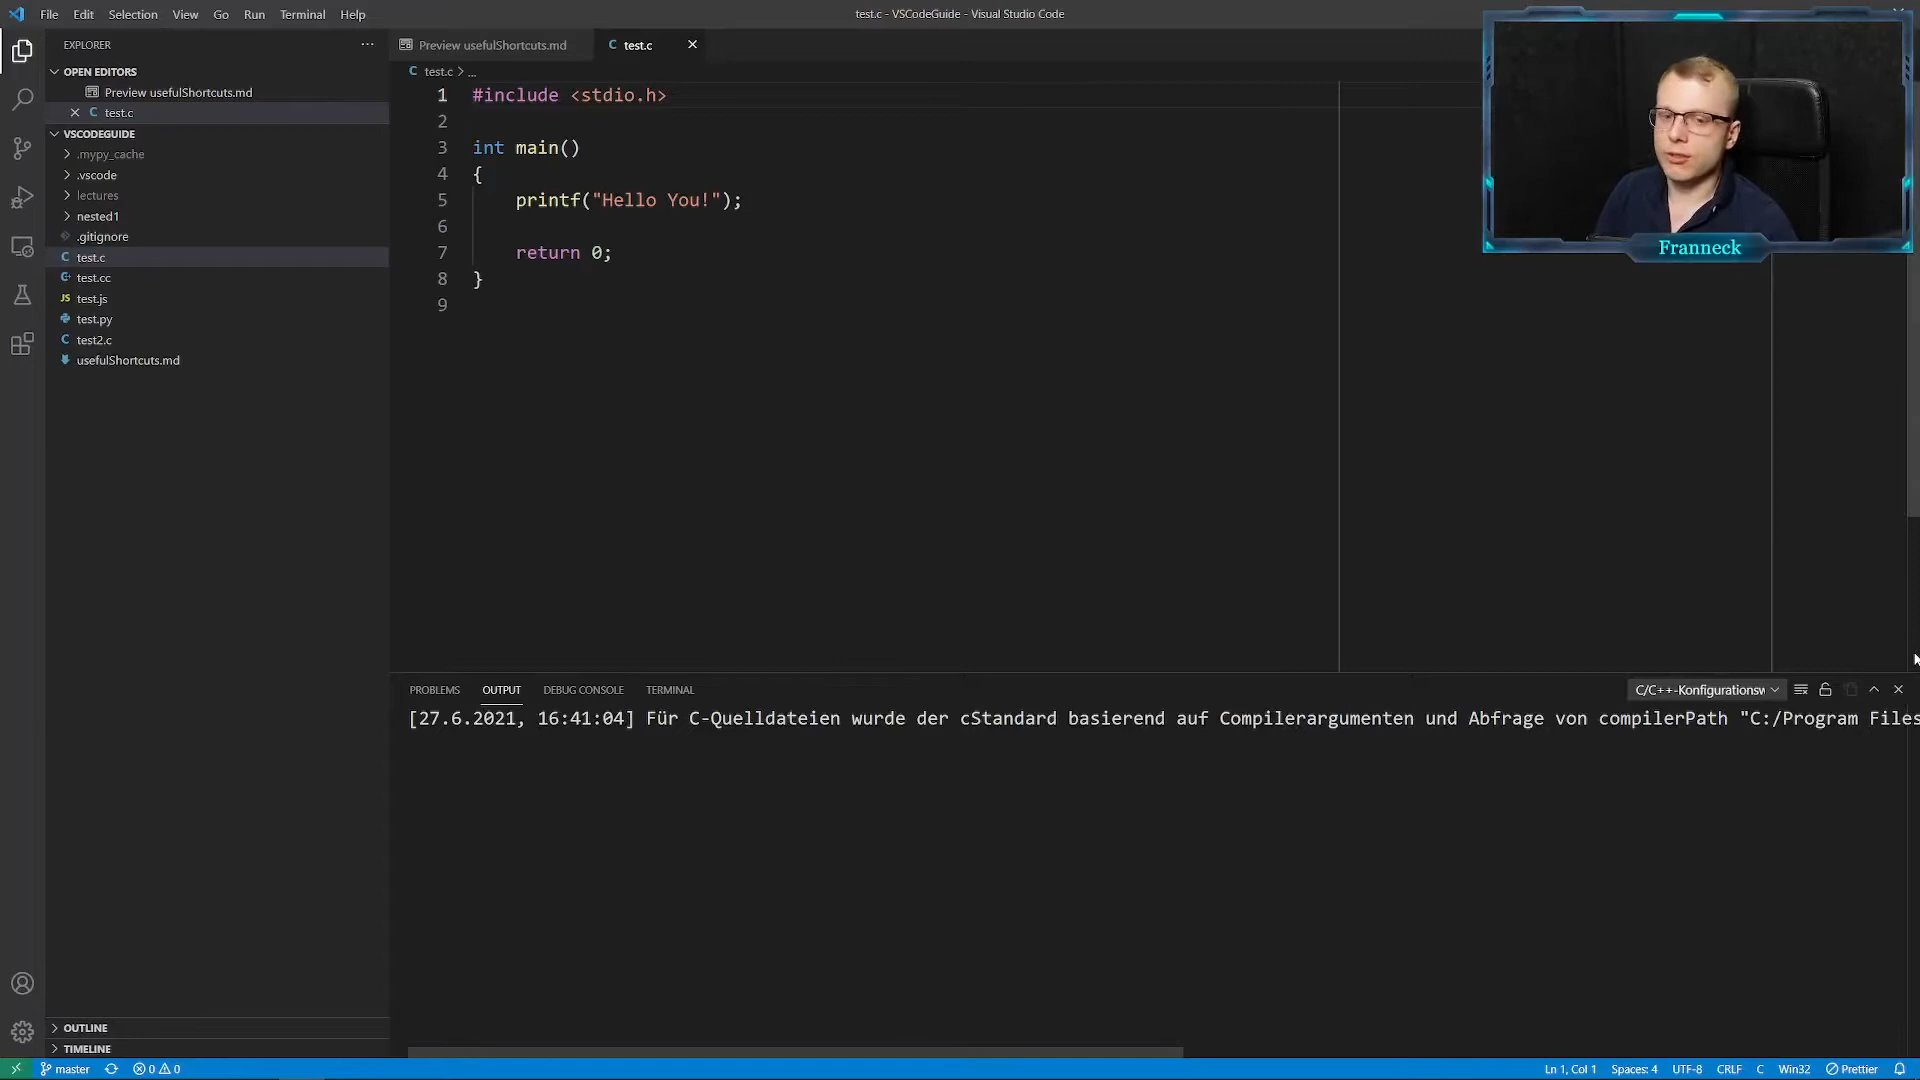 File Edit Selection View Go Run Terminal Help
test.c - VSCodeGuide - Visual Studio Code
EXPLORER
OPEN EDITORS
Preview usefulShortcuts.md
test.c
VSCODEGUIDE
.mypy_cache
.vscode
lectures
nested1
.gitignore
test.c
test.cc
JS test.js
test.py
test2.c
usefulShortcuts.md
OUTLINE
TIMELINE
Preview usefulShortcuts.md
C test.c
C test.c > ...
1 #include <stdio.h>
2
3 int main()
4 {
5 printf("Hello You!");
6
7 return 0;
8 }
9
Franneck
PROBLEMS OUTPUT DEBUG CONSOLE TERMINAL
C/C++-Konfigurationsw
[27.6.2021, 16:41:04] Für C-Quelldateien wurde der cStandard basierend auf Compilerargumenten und Abfrage von compilerPath "C:/Program Files
master 0 0
Ln 1, Col 1 Spaces: 4 UTF-8 CRLF C Win32 Prettier